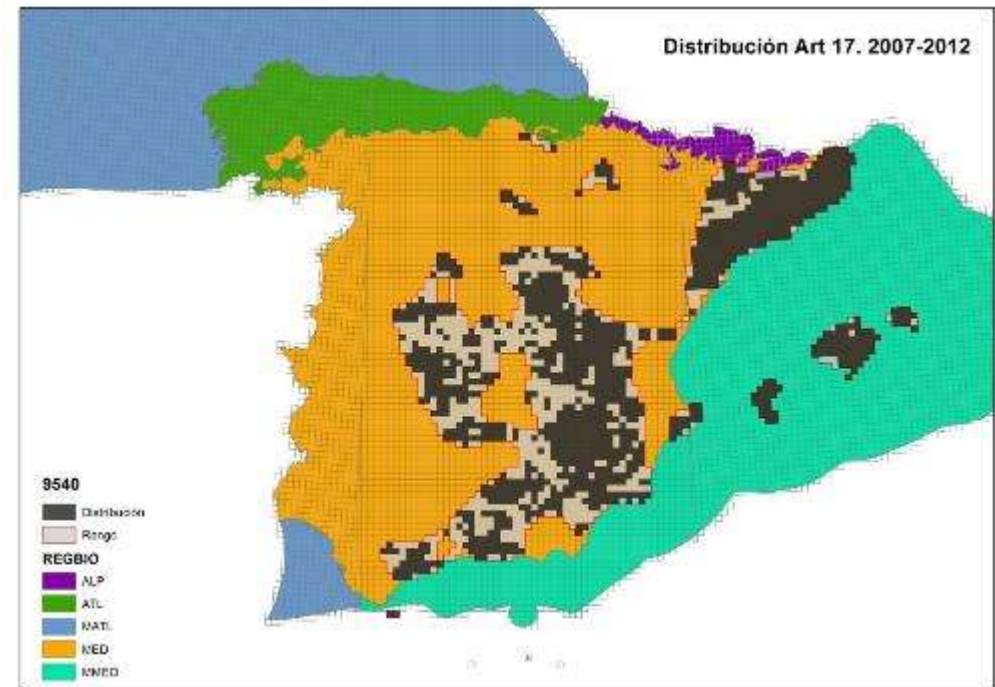 Distribución Art 17. 2007-2012
9540
Distribución
Rango
REGBIO
ALP
ATL
MATL
MED
MMED